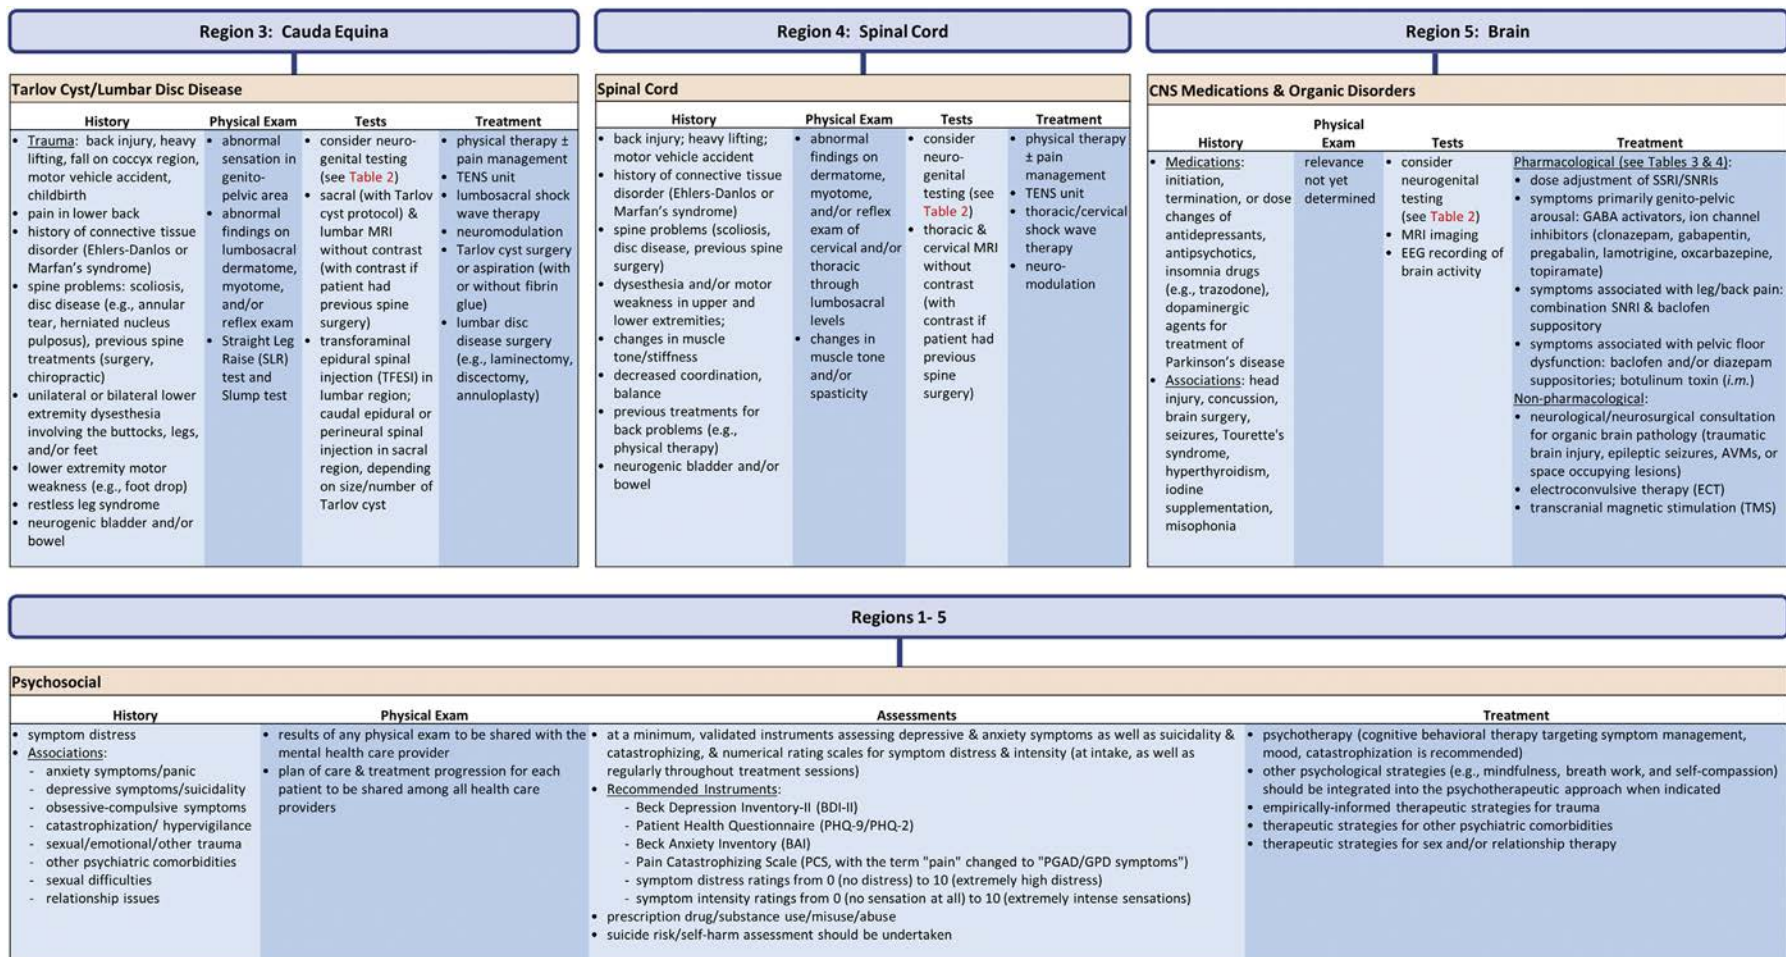 Region 3: Cauda Equina
Tarlov Cyst/Lumbar Disc Disease
History
• Trauma: back injury, heavy
lifting, fall on coccyx region,
motor vehicle accident,
childbirth
• pain in lower back
• history of connective tissue
disorder (Ehlers-Danlos or
Marfan's syndrome)
• spine problems: scoliosis,
disc disease (e.g., annular
tear, herniated nucleus
pulposus), previous spine
treatments (surgery,
chiropractic)
• unilateral or bilateral lower
extremity dysesthesia
involving the buttocks, legs,
and/or feet
• lower extremity motor
weakness (e.g., foot drop)
• restless leg syndrome
• neurogenic bladder and/or
bowel
Physical Exam
• abnormal
sensation in
genito-
pelvic area
• abnormal
findings on
lumbosacral
dermatome,
myotome,
and/or
reflex exam
• Straight Leg
Raise (SLR)
test and
Slump test
Tests
• consider neuro-
genital testing
(see Table 2)
• sacral (with Tarlov
cyst protocol) &
lumbar MRI
without contrast
(with contrast if
patient had
previous spine
surgery)
• transforaminal
epidural spinal
injection (TFESI) in
lumbar region;
caudal epidural or
perineural spinal
injection in sacral
region, depending
on size/number of
Tarlov cyst
Treatment
• physical therapy ±
pain management
• TENS unit
• lumbosacral shock
wave therapy
• neuromodulation
• Tarlov cyst surgery
or aspiration (with
or without fibrin
glue)
• lumbar disc
disease surgery
(e.g., laminectomy,
discectomy,
annuloplasty)
Region 4: Spinal Cord
Spinal Cord
History
• back injury; heavy lifting;
motor vehicle accident
• history of connective tissue
disorder (Ehlers-Danlos or
Marfan's syndrome)
• spine problems (scoliosis,
disc disease, previous spine
surgery)
• dysesthesia and/or motor
weakness in upper and
lower extremities;
• changes in muscle
tone/stiffness
• decreased coordination,
balance
• previous treatments for
back problems (e.g.,
physical therapy)
• neurogenic bladder and/or
bowel
Physical Exam
• abnormal
findings on
dermatome,
myotome,
and/or reflex
exam of
cervical and/or
thoracic
through
lumbosacral
levels
• changes in
muscle tone
and/or
spasticity
Tests
• consider
neuro-
genital
testing (see
Table 2)
• thoracic &
cervical MRI
without
contrast
(with
contrast if
patient had
previous
spine
surgery)
Treatment
• physical therapy
± pain
management
• TENS unit
• thoracic/cervical
shock wave
therapy
• neuro-
modulation
Region 5: Brain
CNS Medications & Organic Disorders
History
• Medications:
initiation,
termination, or dose
changes of
antidepressants,
antipsychotics,
insomnia drugs
(e.g., trazodone),
dopaminergic
agents for
treatment of
Parkinson's disease
• Associations: head
injury, concussion,
brain surgery,
seizures, Tourette's
syndrome,
hyperthyroidism,
iodine
supplementation,
misophonia
Physical
Exam
relevance
not yet
determined
Tests
• consider
neurogenital
testing
(see Table 2)
• MRI imaging
• EEG recording of
brain activity
Treatment
Pharmacological (see Tables 3 & 4):
• dose adjustment of SSRI/SNRIs
• symptoms primarily genito-pelvic
arousal: GABA activators, ion channel
inhibitors (clonazepam, gabapentin,
pregabalin, lamotrigine, oxcarbazepine,
topiramate)
• symptoms associated with leg/back pain:
combination SNRI & baclofen
suppository
• symptoms associated with pelvic floor
dysfunction: baclofen and/or diazepam
suppositories; botulinum toxin (i.m.)
Non-pharmacological:
• neurological/neurosurgical consultation
for organic brain pathology (traumatic
brain injury, epileptic seizures, AVMs, or
space occupying lesions)
• electroconvulsive therapy (ECT)
• transcranial magnetic stimulation (TMS)
Regions 1- 5
Psychosocial
History
• symptom distress
• Associations:
- anxiety symptoms/panic
- depressive symptoms/suicidality
- obsessive-compulsive symptoms
- catastrophization/ hypervigilance
- sexual/emotional/other trauma
- other psychiatric comorbidities
- sexual difficulties
- relationship issues
Physical Exam
• results of any physical exam to be shared with the
mental health care provider
• plan of care & treatment progression for each
patient to be shared among all health care
providers
Assessments
• at a minimum, validated instruments assessing depressive & anxiety symptoms as well as suicidality &
catastrophizing, & numerical rating scales for symptom distress & intensity (at intake, as well as
regularly throughout treatment sessions)
• Recommended Instruments:
- Beck Depression Inventory-II (BDI-II)
- Patient Health Questionnaire (PHQ-9/PHQ-2)
- Beck Anxiety Inventory (BAI)
- Pain Catastrophizing Scale (PCS, with the term "pain" changed to "PGAD/GPD symptoms")
- symptom distress ratings from 0 (no distress) to 10 (extremely high distress)
- symptom intensity ratings from 0 (no sensation at all) to 10 (extremely intense sensations)
• prescription drug/substance use/misuse/abuse
• suicide risk/self-harm assessment should be undertaken
Treatment
• psychotherapy (cognitive behavioral therapy targeting symptom management,
mood, catastrophization is recommended)
• other psychological strategies (e.g., mindfulness, breath work, and self-compassion)
should be integrated into the psychotherapeutic approach when indicated
• empirically-informed therapeutic strategies for trauma
• therapeutic strategies for other psychiatric comorbidities
• therapeutic strategies for sex and/or relationship therapy